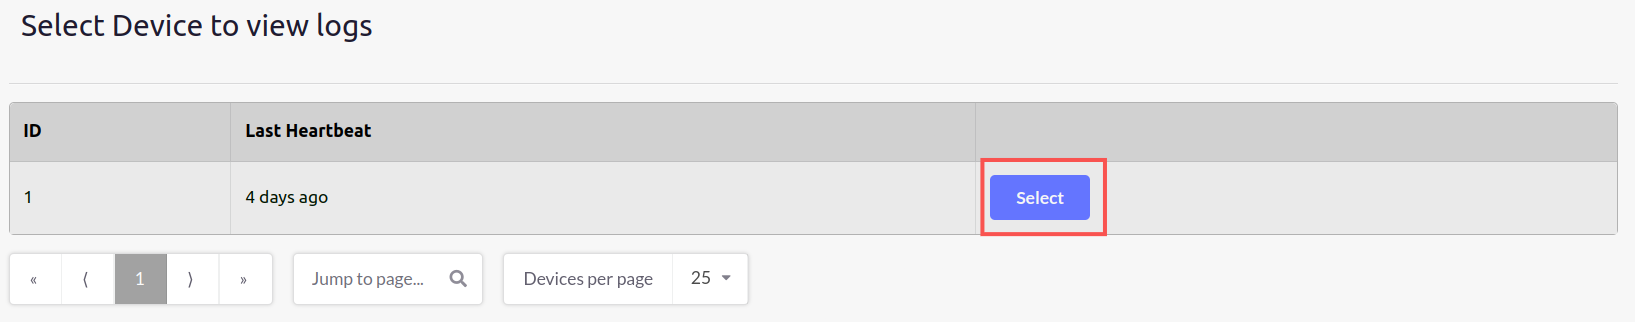 Select Device to view logs
ID Last Heartbeat
1 4 days ago Select
« ⟨ 1 ⟩ » Jump to page... Devices per page 25